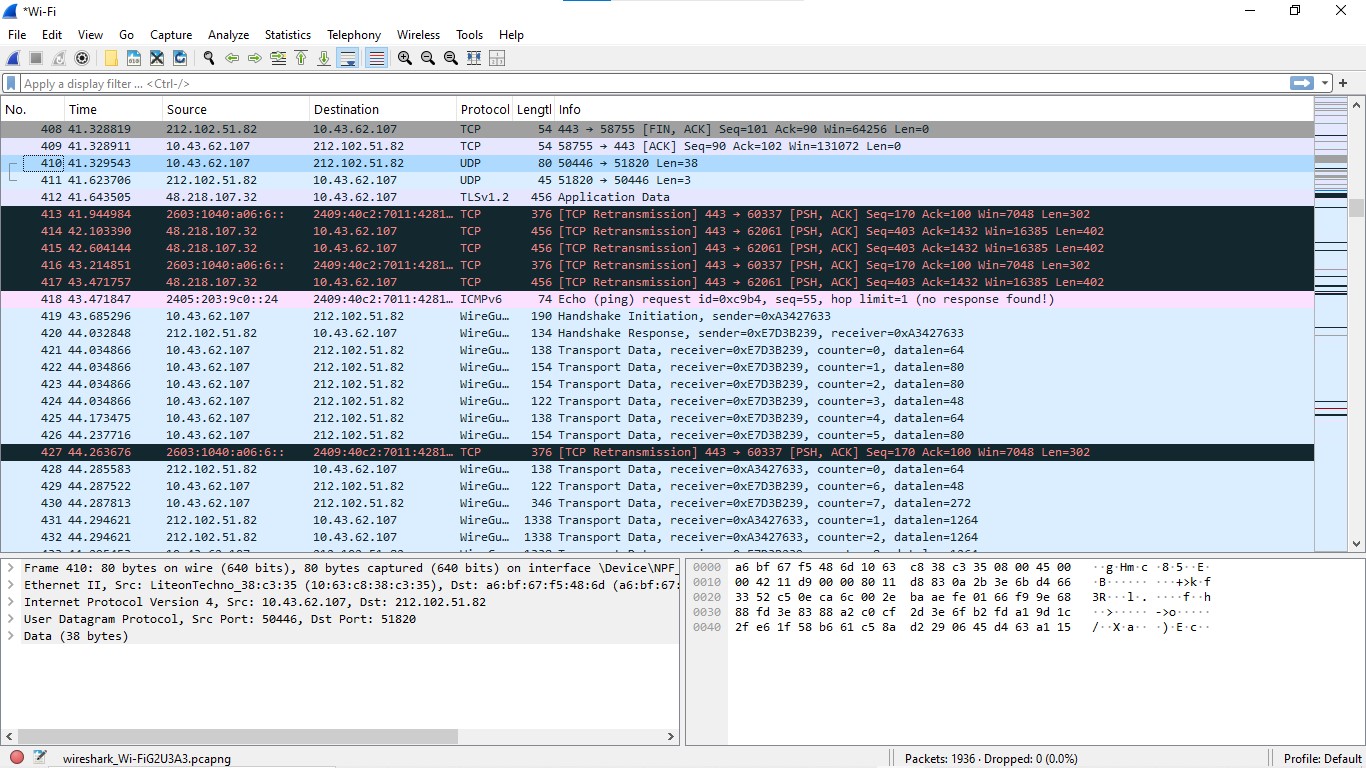 *Wi-Fi
File Edit View Go Capture Analyze Statistics Telephony Wireless Tools Help
Apply a display filter ... <Ctrl-/>
No. Time Source Destination Protocol Lengtl Info
408 41.328819 212.102.51.82 10.43.62.107 TCP 54 443 → 58755 [FIN, ACK] Seq=101 Ack=90 Win=64256 Len=0
409 41.328911 10.43.62.107 212.102.51.82 TCP 54 58755 → 443 [ACK] Seq=90 Ack=102 Win=131072 Len=0
410 41.329543 10.43.62.107 212.102.51.82 UDP 80 50446 → 51820 Len=38
411 41.623706 212.102.51.82 10.43.62.107 UDP 45 51820 → 50446 Len=3
412 41.643505 48.218.107.32 10.43.62.107 TLSv1.2 456 Application Data
413 41.944984 2603:1040:a06:6:: 2409:40c2:7011:4281… TCP 376 [TCP Retransmission] 443 → 60337 [PSH, ACK] Seq=170 Ack=100 Win=7048 Len=302
414 42.103390 48.218.107.32 10.43.62.107 TCP 456 [TCP Retransmission] 443 → 62061 [PSH, ACK] Seq=403 Ack=1432 Win=16385 Len=402
415 42.604144 48.218.107.32 10.43.62.107 TCP 456 [TCP Retransmission] 443 → 62061 [PSH, ACK] Seq=403 Ack=1432 Win=16385 Len=402
416 43.214851 2603:1040:a06:6:: 2409:40c2:7011:4281… TCP 376 [TCP Retransmission] 443 → 60337 [PSH, ACK] Seq=170 Ack=100 Win=7048 Len=302
417 43.471757 48.218.107.32 10.43.62.107 TCP 456 [TCP Retransmission] 443 → 62061 [PSH, ACK] Seq=403 Ack=1432 Win=16385 Len=402
418 43.471847 2405:203:9c0::24 2409:40c2:7011:4281… ICMPv6 74 Echo (ping) request id=0xc9b4, seq=55, hop limit=1 (no response found!)
419 43.685296 10.43.62.107 212.102.51.82 WireGu… 190 Handshake Initiation, sender=0xA3427633
420 44.032848 212.102.51.82 10.43.62.107 WireGu… 134 Handshake Response, sender=0xE7D3B239, receiver=0xA3427633
421 44.034866 10.43.62.107 212.102.51.82 WireGu… 138 Transport Data, receiver=0xE7D3B239, counter=0, datalen=64
422 44.034866 10.43.62.107 212.102.51.82 WireGu… 154 Transport Data, receiver=0xE7D3B239, counter=1, datalen=80
423 44.034866 10.43.62.107 212.102.51.82 WireGu… 154 Transport Data, receiver=0xE7D3B239, counter=2, datalen=80
424 44.034866 10.43.62.107 212.102.51.82 WireGu… 122 Transport Data, receiver=0xE7D3B239, counter=3, datalen=48
425 44.173475 10.43.62.107 212.102.51.82 WireGu… 138 Transport Data, receiver=0xE7D3B239, counter=4, datalen=64
426 44.237716 10.43.62.107 212.102.51.82 WireGu… 154 Transport Data, receiver=0xE7D3B239, counter=5, datalen=80
427 44.263676 2603:1040:a06:6:: 2409:40c2:7011:4281… TCP 376 [TCP Retransmission] 443 → 60337 [PSH, ACK] Seq=170 Ack=100 Win=7048 Len=302
428 44.285583 212.102.51.82 10.43.62.107 WireGu… 138 Transport Data, receiver=0xA3427633, counter=0, datalen=64
429 44.287522 10.43.62.107 212.102.51.82 WireGu… 122 Transport Data, receiver=0xE7D3B239, counter=6, datalen=48
430 44.287813 10.43.62.107 212.102.51.82 WireGu… 346 Transport Data, receiver=0xE7D3B239, counter=7, datalen=272
431 44.294621 212.102.51.82 10.43.62.107 WireGu… 1338 Transport Data, receiver=0xA3427633, counter=1, datalen=1264
432 44.294621 212.102.51.82 10.43.62.107 WireGu… 1338 Transport Data, receiver=0xA3427633, counter=2, datalen=1264
Frame 410: 80 bytes on wire (640 bits), 80 bytes captured (640 bits) on interface \Device\NPF_
Ethernet II, Src: LiteonTechno_38:c3:35 (10:63:c8:38:c3:35), Dst: a6:bf:67:f5:48:6d (a6:bf:67:
Internet Protocol Version 4, Src: 10.43.62.107, Dst: 212.102.51.82
User Datagram Protocol, Src Port: 50446, Dst Port: 51820
Data (38 bytes)
0000 a6 bf 67 f5 48 6d 10 63 c8 38 c3 35 08 00 45 00 ··g·Hm·c ·8·5··E·
0010 00 42 11 d9 00 00 80 11 d8 83 0a 2b 3e 6b d4 66 ·B······ ···+>k·f
0020 33 52 c5 0e ca 6c 00 2e ba ae fe 01 66 f9 9e 68 3R···l·. ····f··h
0030 88 fd 3e 83 88 a2 c0 cf 2d 3e 6f b2 fd a1 9d 1c ··>····· ->o·····
0040 2f e6 1f 58 b6 61 c5 8a d2 29 06 45 d4 63 a1 15 /··X·a·· ·)·E·c··
wireshark_Wi-FiG2U3A3.pcapng Packets: 1936 · Dropped: 0 (0.0%) Profile: Default